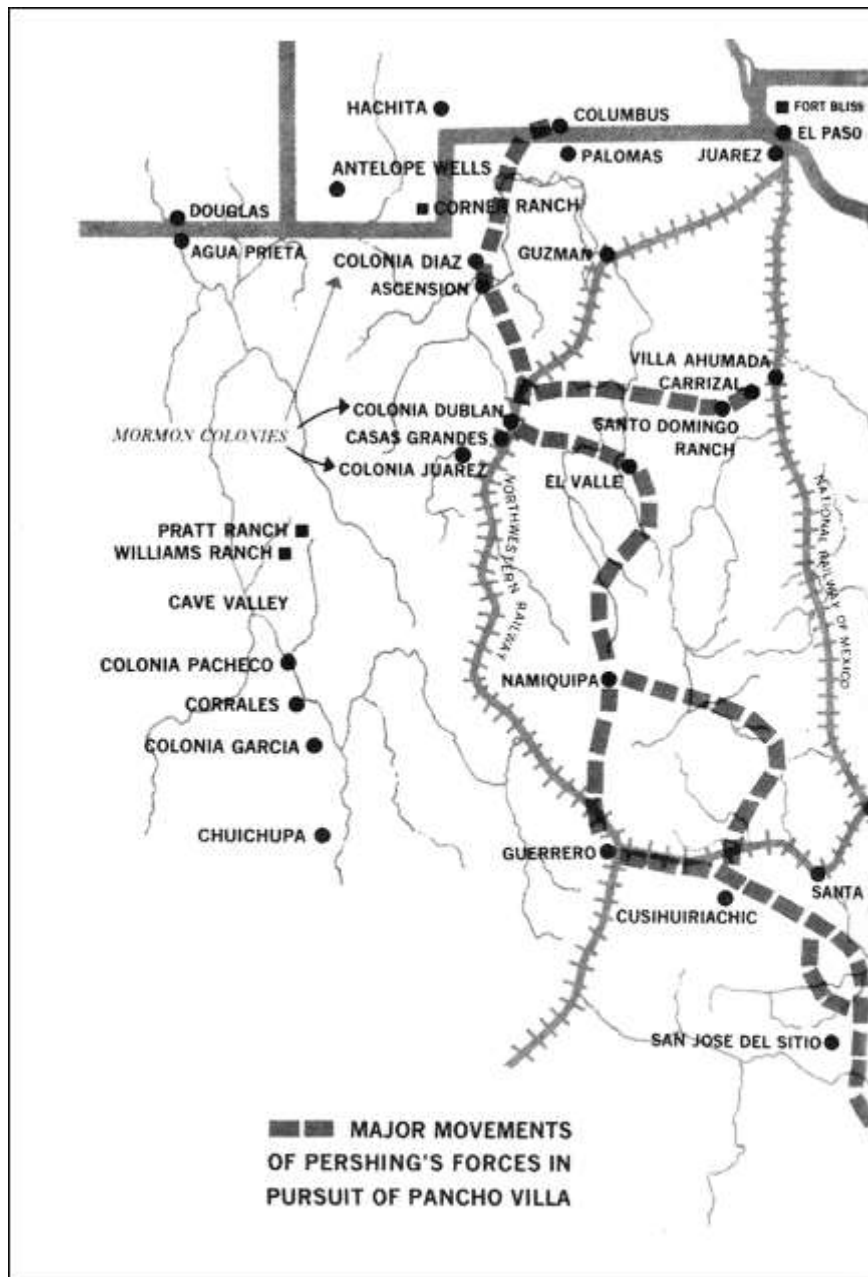 FORT BLISS
HACHITA
COLUMBUS
EL PASO
PALOMAS
JUAREZ
ANTELOPE WELLS
CORNER RANCH
DOUGLAS
AGUA PRIETA
COLONIA DIAZ
GUZMAN
ASCENSION
VILLA AHUMADA
CARRIZAL
COLONIA DUBLAN
SANTO DOMINGO
RANCH
MORMON COLONIES
CASAS GRANDES
COLONIA JUAREZ
EL VALLE
NORTHWESTERN RAILWAY
NATIONAL RAILWAY OF MEXICO
PRATT RANCH
WILLIAMS RANCH
CAVE VALLEY
COLONIA PACHECO
NAMIQUIPA
CORRALES
COLONIA GARCIA
CHUICHUPA
GUERRERO
SANTA
CUSIHUIRIACHIC
SAN JOSE DEL SITIO
MAJOR MOVEMENTS
OF PERSHING'S FORCES IN
PURSUIT OF PANCHO VILLA